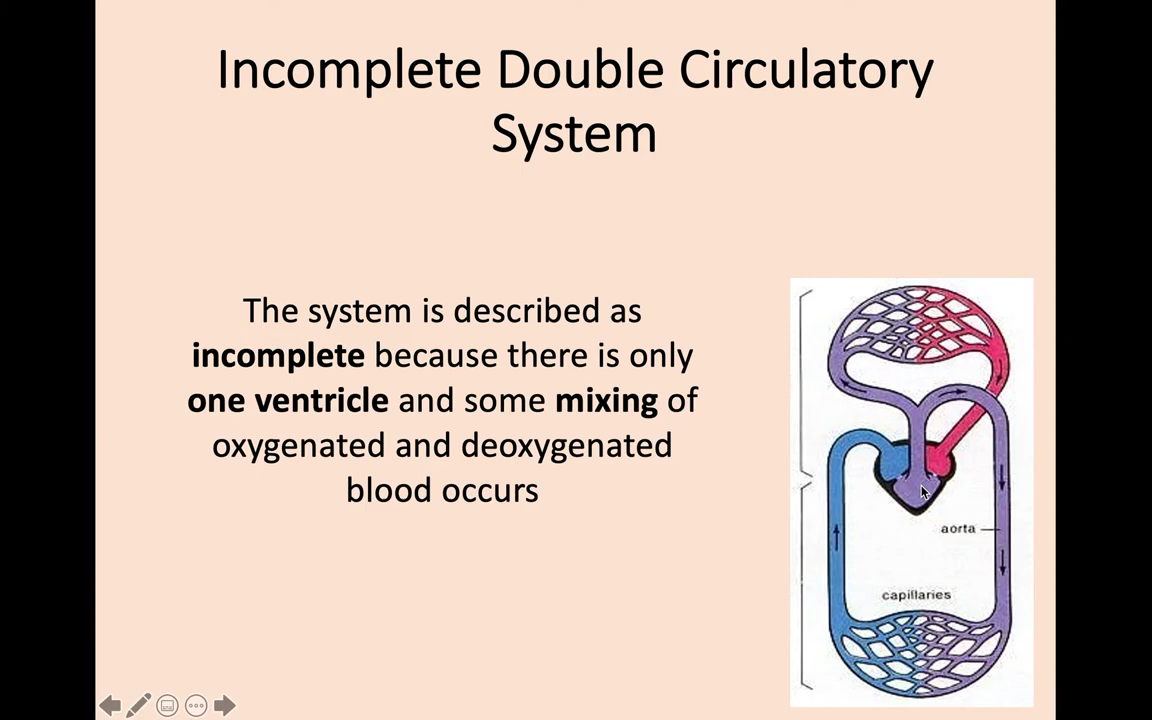 Incomplete Double Circulatory
System
The system is described as
incomplete because there is only
one ventricle and some mixing of
oxygenated and deoxygenated
blood occurs
aorta
capillaries